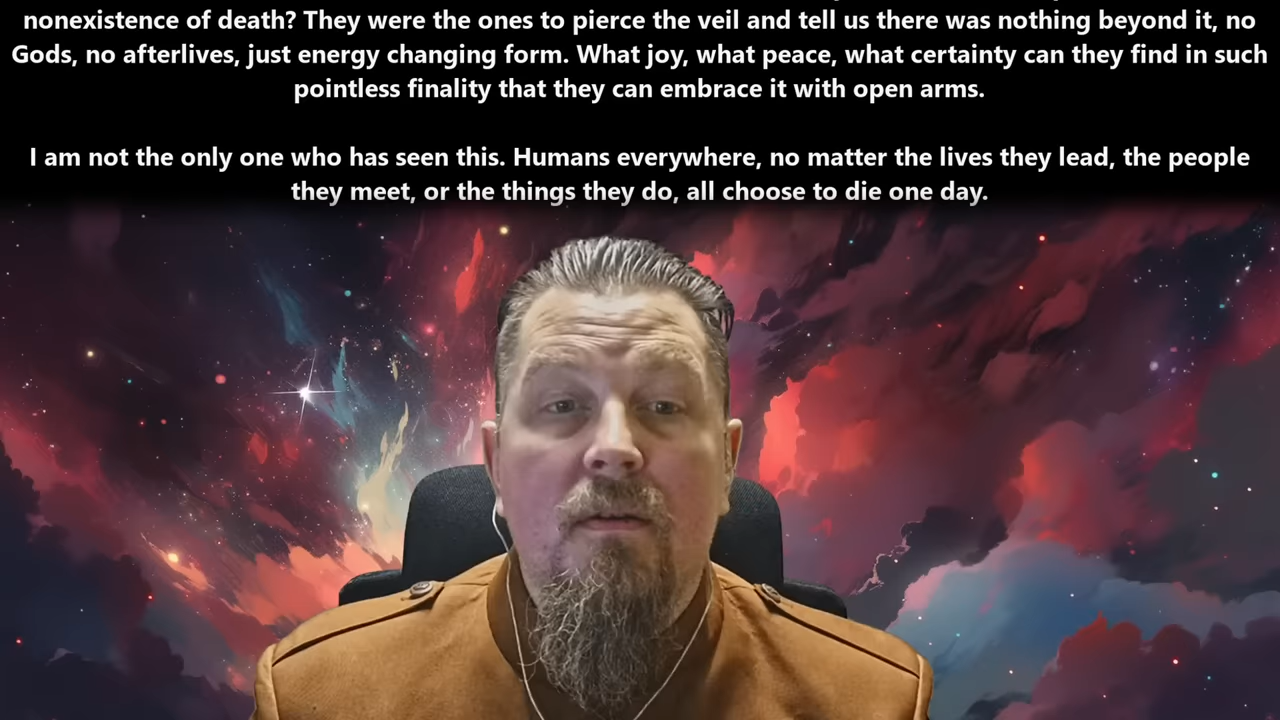 nonexistence of death? They were the ones to pierce the veil and tell us there was nothing beyond it, no
Gods, no afterlives, just energy changing form. What joy, what peace, what certainty can they find in such
pointless finality that they can embrace it with open arms.
I am not the only one who has seen this. Humans everywhere, no matter the lives they lead, the people
they meet, or the things they do, all choose to die one day.